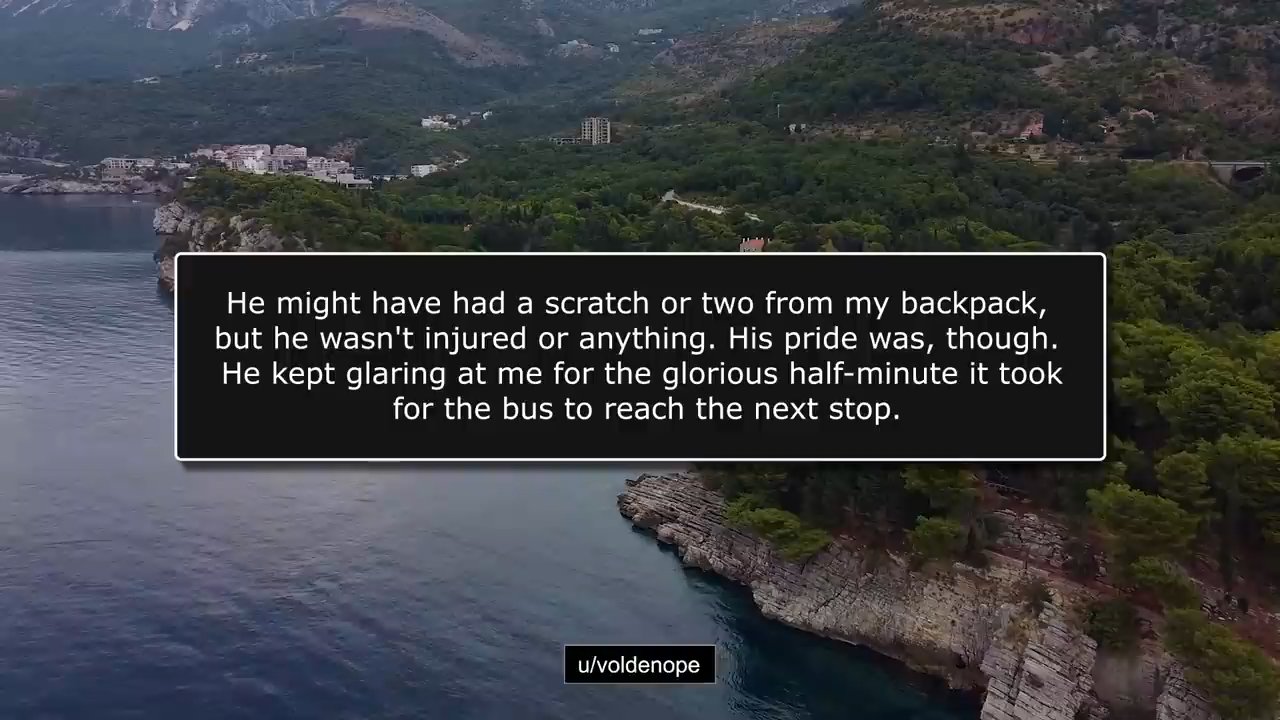 He might have had a scratch or two from my backpack,
but he wasn't injured or anything. His pride was, though.
He kept glaring at me for the glorious half-minute it took
for the bus to reach the next stop.
u/voldenope